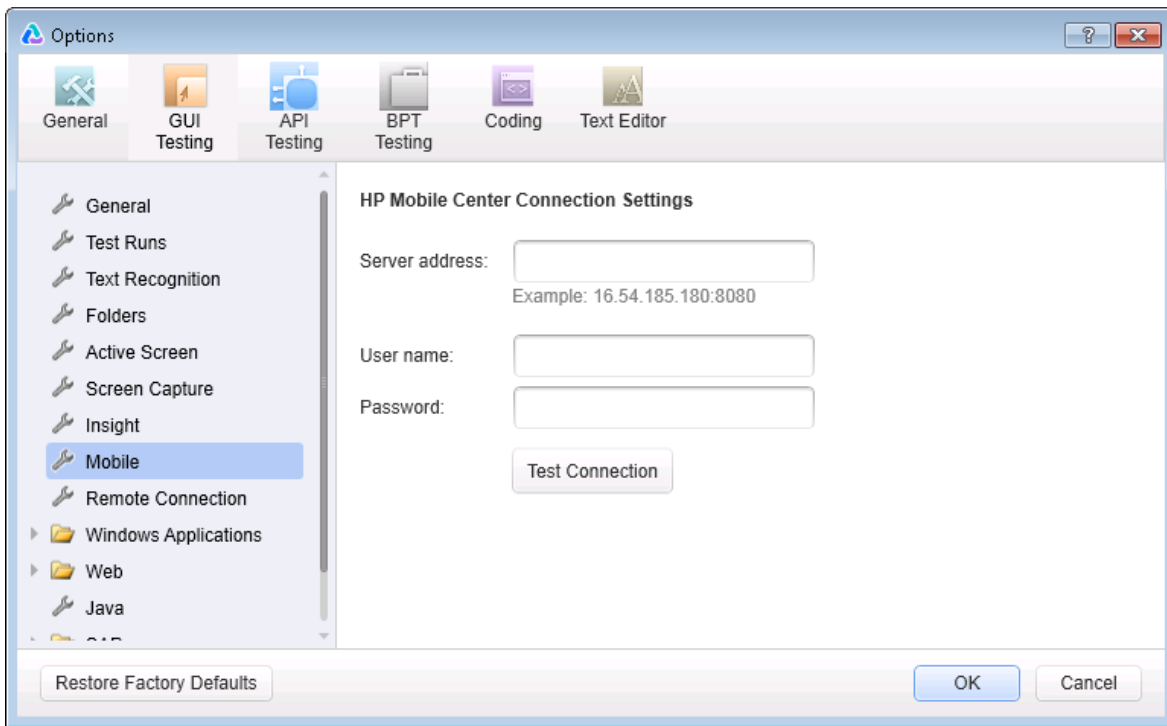 Options
General
GUI
Testing
API
Testing
BPT
Testing
Coding
Text Editor
General
Test Runs
Text Recognition
Folders
Active Screen
Screen Capture
Insight
Mobile
Remote Connection
Windows Applications
Web
Java
HP Mobile Center Connection Settings
Server address:
Example: 16.54.185.180:8080
User name:
Password:
Test Connection
Restore Factory Defaults
OK
Cancel